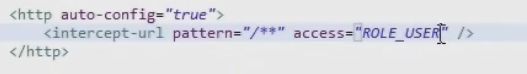 <http auto-config="true">
<intercept-url pattern="/**" access="ROLE_USER" />
</http>